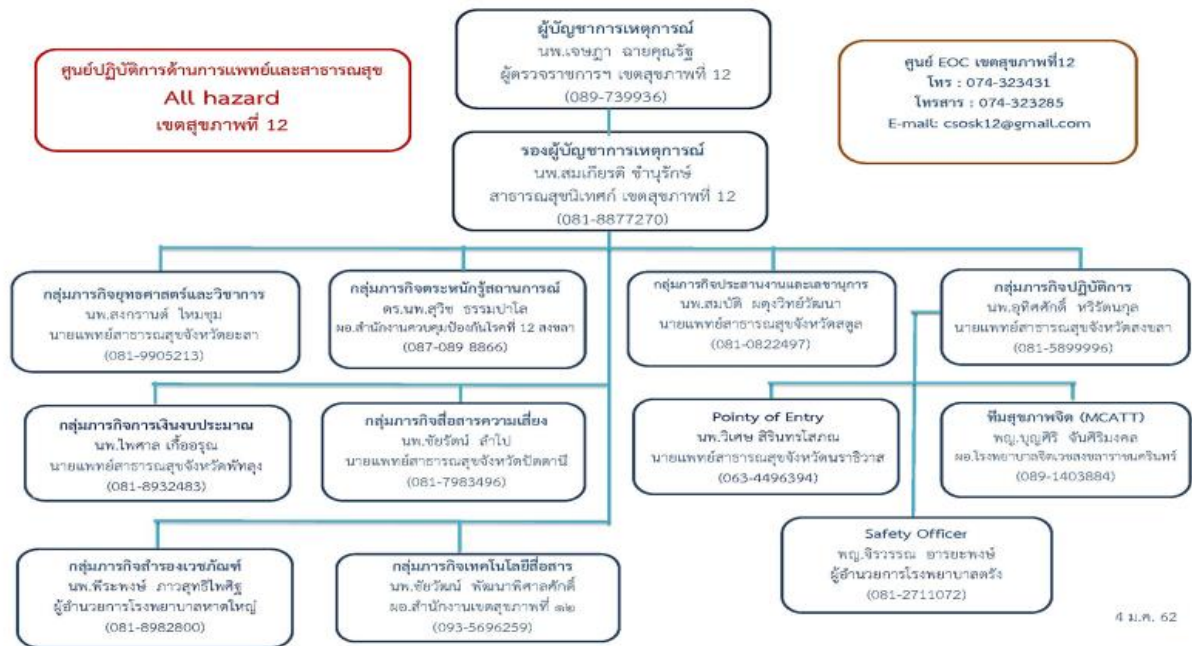 ผู้บัญชาการเหตุการณ์
นพ.เจษฎา ฉายคุณรัฐ
ผู้ตรวจราชการฯ เขตสุขภาพที่ 12
(089-739936)
ศูนย์ปฏิบัติการด้านการแพทย์และสาธารณสุข
All hazard
เขตสุขภาพที่ 12
ศูนย์ EOC เขตสุขภาพที่12
โทร : 074-323431
โทรสาร : 074-323285
E-mail: csosk12@gmail.com
รองผู้บัญชาการเหตุการณ์
นพ.สมเกียรติ ขำนุรักษ์
สาธารณสุขนิเทศก์ เขตสุขภาพที่ 12
(081-8877270)
กลุ่มภารกิจยุทธศาสตร์และวิชาการ
นพ.สงกรานต์ ไหมชุม
นายแพทย์สาธารณสุขจังหวัดยะลา
(081-9905213)
กลุ่มภารกิจตระหนักรู้สถานการณ์
ดร.นพ.สุวิช ธรรมปาโล
ผอ.สำนักงานควบคุมป้องกันโรคที่ 12 สงขลา
(087-089 8866)
กลุ่มภารกิจประสานงานและเลขานุการ
นพ.สมบัติ ผดุงวิทย์วัฒนา
นายแพทย์สาธารณสุขจังหวัดสตูล
(081-0822497)
กลุ่มภารกิจปฏิบัติการ
นพ.อุทิศศักดิ์ หริรัตนกุล
นายแพทย์สาธารณสุขจังหวัดสงขลา
(081-5899996)
กลุ่มภารกิจการเงินงบประมาณ
นพ.ไพศาล เกื้ออรุณ
นายแพทย์สาธารณสุขจังหวัดพัทลุง
(081-8932483)
กลุ่มภารกิจสื่อสารความเสี่ยง
นพ.ชัยรัตน์ ลำโป
นายแพทย์สาธารณสุขจังหวัดปัตตานี
(081-7983496)
Pointy of Entry
นพ.วิเศษ สิรินทรโสภณ
นายแพทย์สาธารณสุขจังหวัดนราธิวาส
(063-4496394)
ทีมสุขภาพจิต (MCATT)
พญ.บุญศิริ จันศิริมงคล
ผอ.โรงพยาบาลจิตเวชสงขลาราชนครินทร์
(089-1403884)
Safety Officer
พญ.จิรวรรณ อารยะพงษ์
ผู้อำนวยการโรงพยาบาลตรัง
(081-2711072)
กลุ่มภารกิจสำรองเวชภัณฑ์
นพ.พีระพงษ์ ภาวสุทธิไพศิฐ
ผู้อำนวยการโรงพยาบาลหาดใหญ่
(081-8982800)
กลุ่มภารกิจเทคโนโลยีสื่อสาร
นพ.ชัยวัฒน์ พัฒนาพิศาลศักดิ์
ผอ.สำนักงานเขตสุขภาพที่ ๑๒
(093-5696259)
4 ม.ค. 62